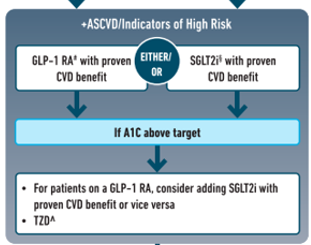 +ASCVD/Indicators of High Risk
GLP-1 RA# with proven
CVD benefit
EITHER/
OR
SGLT2i§ with proven
CVD benefit
If A1C above target
• For patients on a GLP-1 RA, consider adding SGLT2i with
proven CVD benefit or vice versa
• TZD^